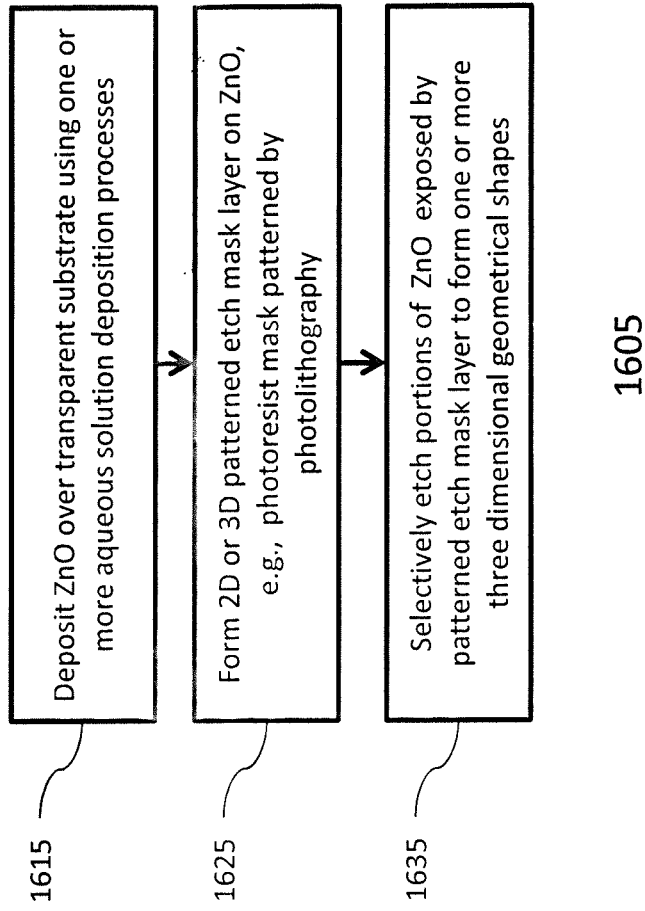 1615
Deposit ZnO over transparent substrate using one or
more aqueous solution deposition processes
1625
Form 2D or 3D patterned etch mask layer on ZnO,
e.g., photoresist mask patterned by
photolithography
1635
Selectively etch portions of ZnO exposed by
patterned etch mask layer to form one or more
three dimensional geometrical shapes
1605